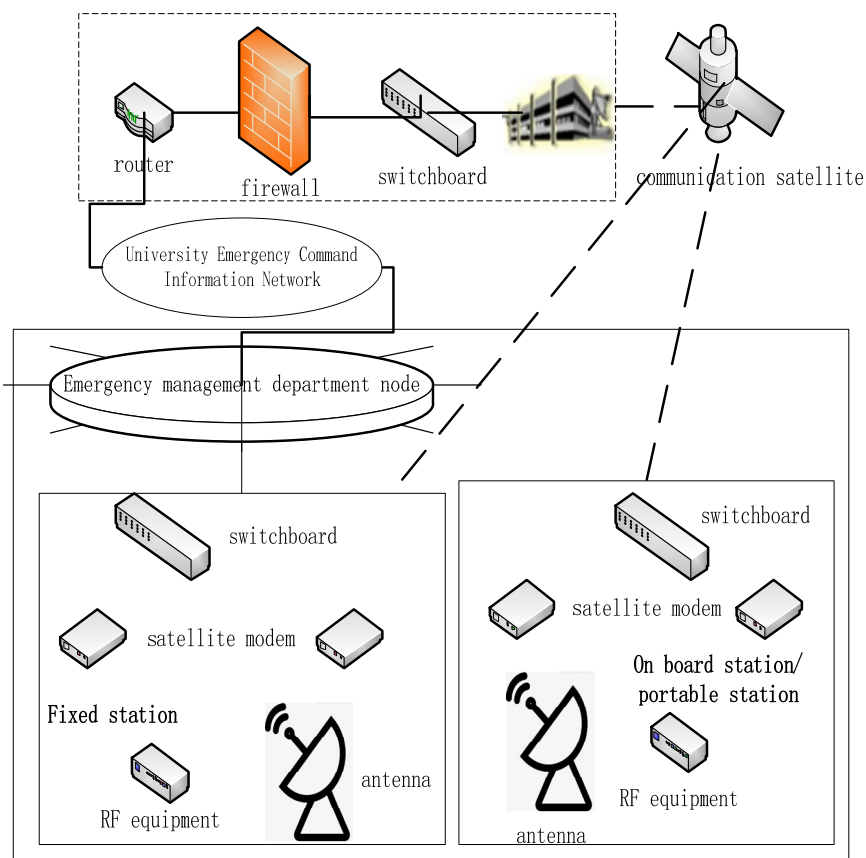 router
firewall
switchboard
communication satellite
University Emergency Command
Information Network
Emergency management department node
switchboard
satellite modem
Fixed station
antenna
RF equipment
switchboard
satellite modem
On board station/
portable station
RF equipment
antenna